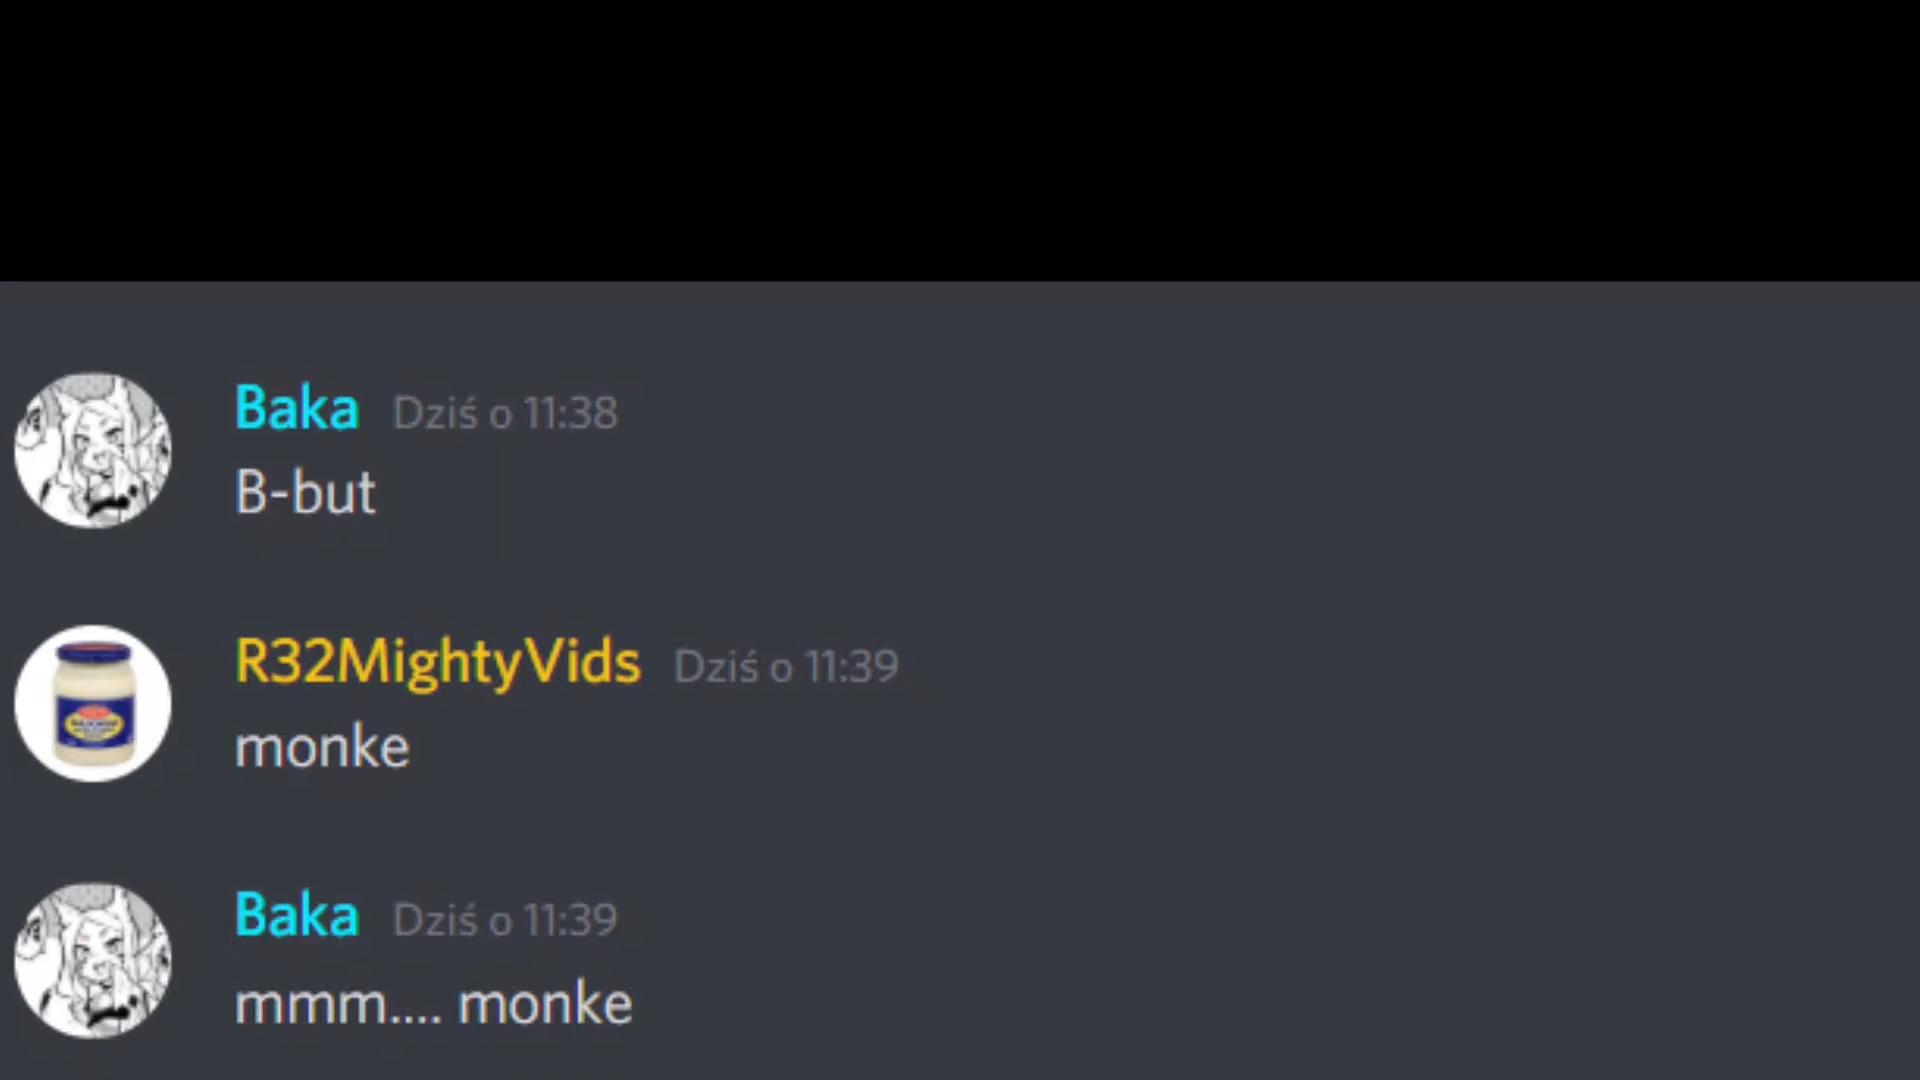 Baka Dziś o 11:38
B-but
R32MightyVids Dziś o 11:39
monke
Baka Dziś o 11:39
mmm.... monke